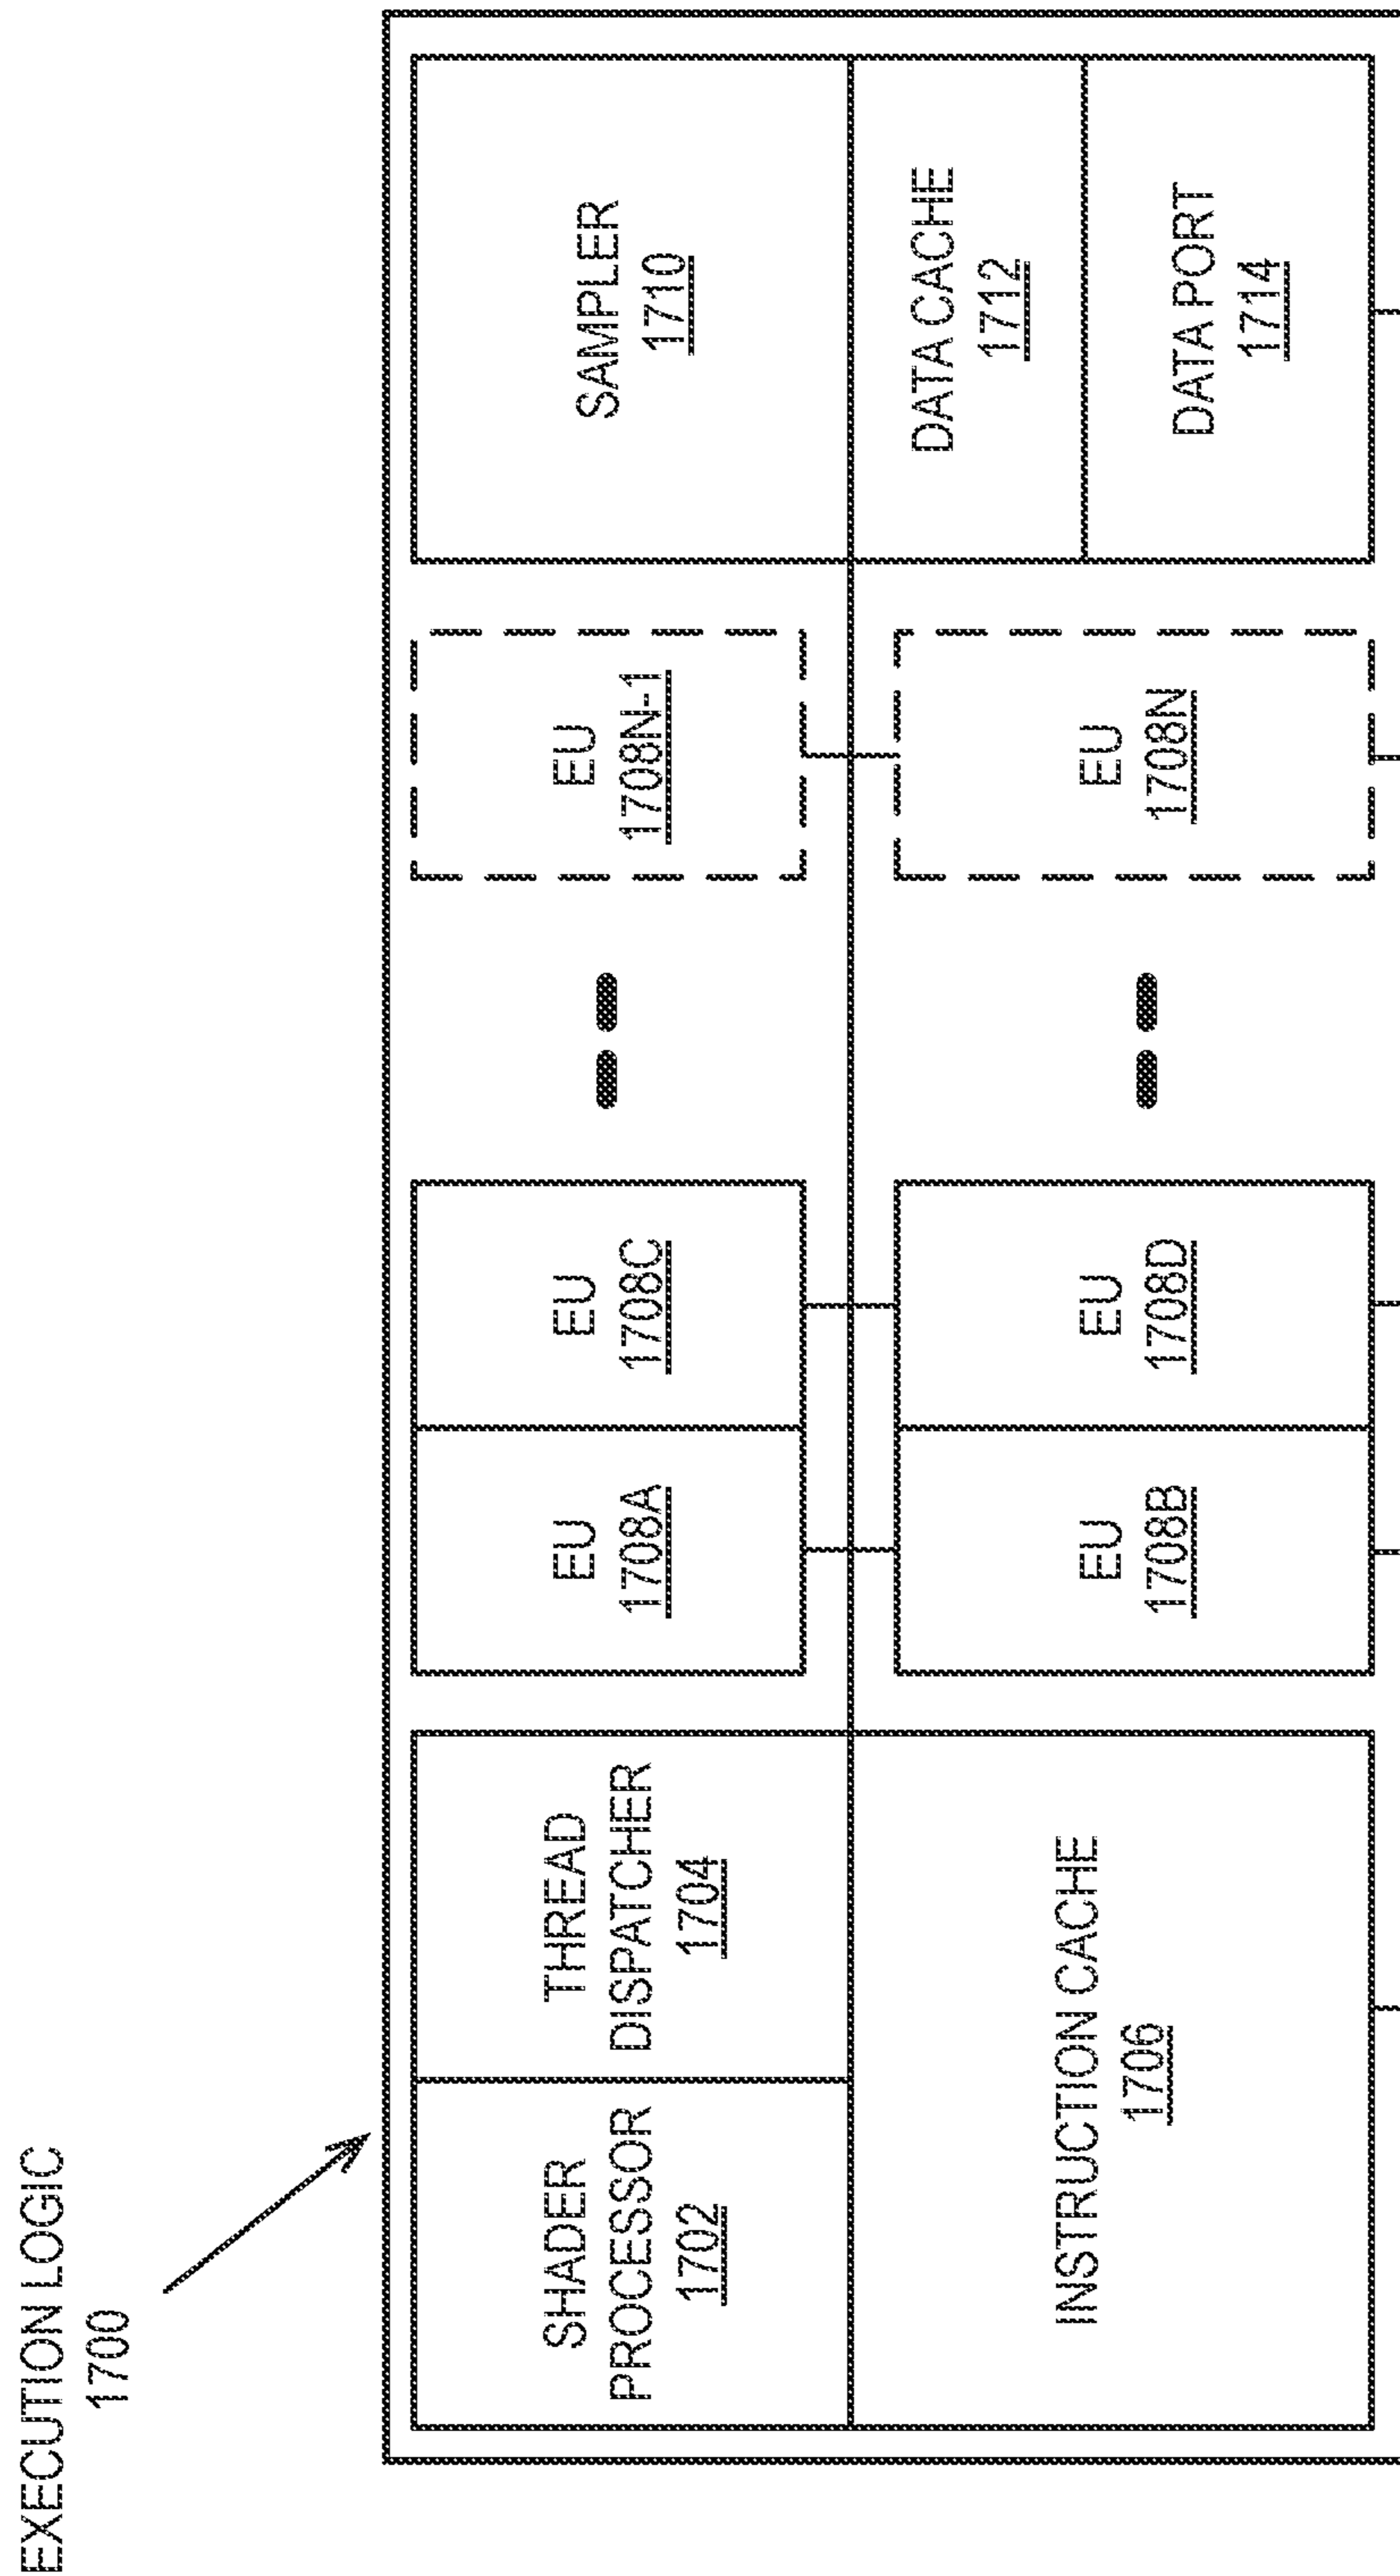 EXECUTION LOGIC
1700
SHADER
PROCESSOR
1702
THREAD
DISPATCHER
1704
INSTRUCTION CACHE
1706
EU
1708A
EU
1708C
EU
1708B
EU
1708D
EU
1708N-1
EU
1708N
SAMPLER
1710
DATA CACHE
1712
DATA PORT
1714